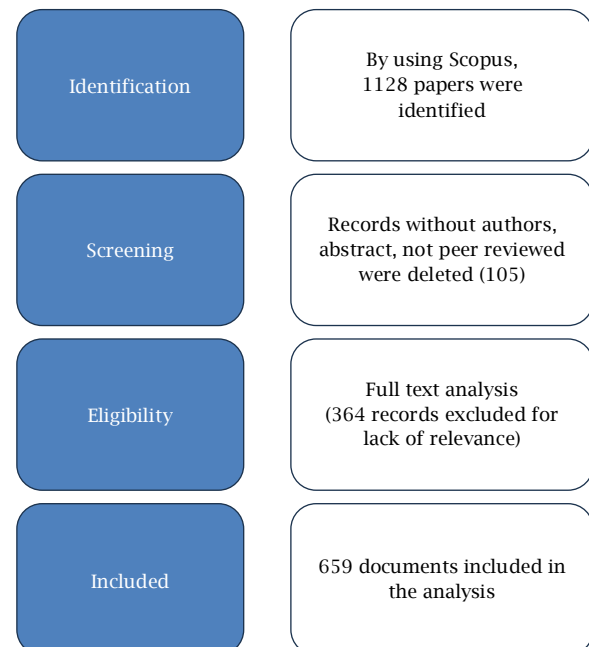 Identification
By using Scopus,
1128 papers were
identified
Screening
Records without authors,
abstract, not peer reviewed
were deleted (105)
Eligibility
Full text analysis
(364 records excluded for
lack of relevance)
Included
659 documents included in
the analysis